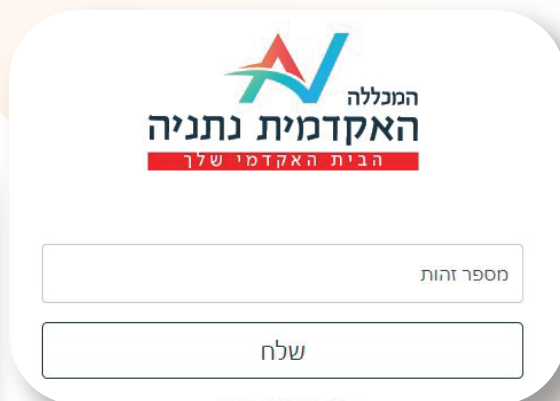 המכללה
האקדמית נתניה
הבית האקדמי שלך
מספר זהות
שלח